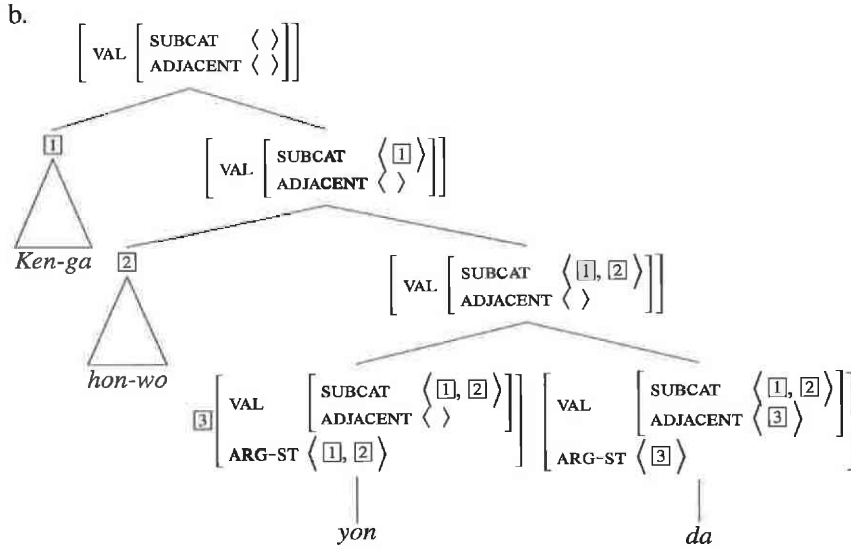 b.
[ VAL [ SUBCAT ⟨ ⟩
ADJACENT ⟨ ⟩ ] ]
1
[ VAL [ SUBCAT ⟨ 1 ⟩
ADJACENT ⟨ ⟩ ] ]
Ken-ga
2
[ VAL [ SUBCAT ⟨ 1, 2 ⟩
ADJACENT ⟨ ⟩ ] ]
hon-wo
3 [ VAL [ SUBCAT ⟨ 1, 2 ⟩
ADJACENT ⟨ ⟩ ]
ARG-ST ⟨ 1, 2 ⟩ ]
[ VAL [ SUBCAT ⟨ 1, 2 ⟩
ADJACENT ⟨ 3 ⟩ ]
ARG-ST ⟨ 3 ⟩ ]
yon
da